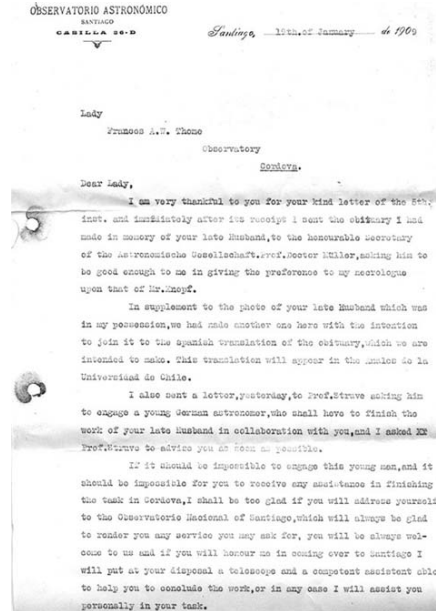 OBSERVATORIO ASTRONÓMICO
SANTIAGO
CASILLA 26-D
Santiago, 19th.of January de 1909
Lady
Frances A.W. Thome
Observatory
Cordova.
Dear Lady,
I am very thankful to you for your kind letter of the 8th.
inst. and immidiately after its receipt I sent the obituary I had
made in memory of your late Husband,to the honourable Secretary
of the Astronomische Gesellschaft.Prof.Doctor Müller,asking him to
be good enough to me in giving the preference to my necrologue
upon that of Mr.Knopf.
In supplement to the photo of your late Husband which was
in my possession,we had made another one here with the intention
to join it to the Spanish translation of the obituary,which we are
intended to make. This translation will appear in the Anales de la
Universidad de Chile.
I also sent a letter,yesterday,to Prof.Struve asking him
to engage a young German astronomer,who shall have to finish the
work of your late Husband in collaboration with you,and I asked XX
Prof.Struve to advise you as soon as possible.
If it should be impossible to engage this young man,and it
should be impossible for you to receive any assistance in finishing
the task in Cordova,I shall be too glad if you will address yourself
to the Observatorio Nacional of Santiago,which will always be glad
to render you any service you may ask for, you will be always wel-
come to us and if you will honour me in coming over to Santiago I
will put at your disposal a telescope and a competent assistant able
to help you to conclude the work,or in any case I will assist you
personally in your task.